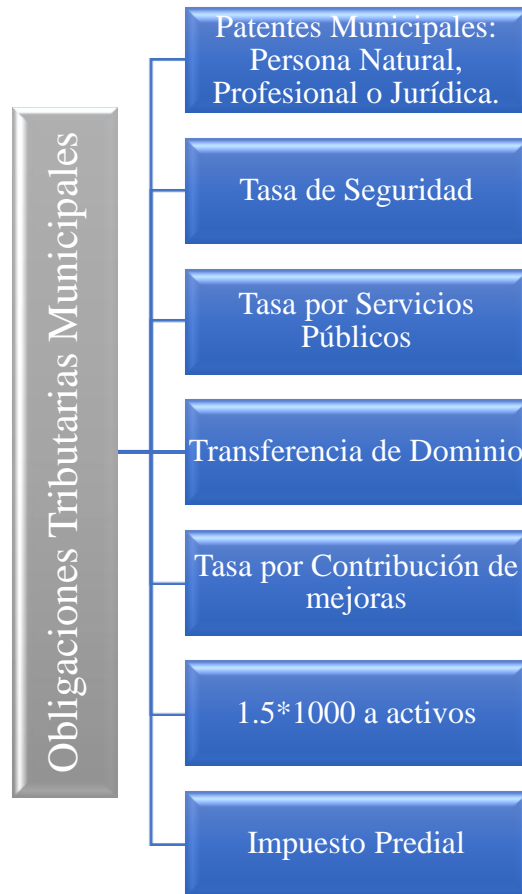 Obligaciones Tributarias Municipales
Patentes Municipales:
Persona Natural,
Profesional o Jurídica.
Tasa de Seguridad
Tasa por Servicios
Públicos
Transferencia de Dominio
Tasa por Contribución de
mejoras
1.5*1000 a activos
Impuesto Predial